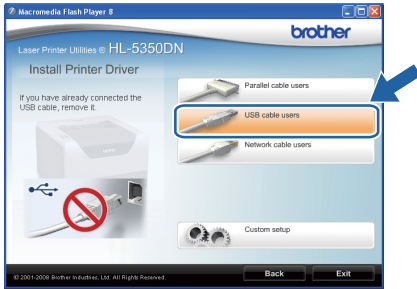 Macromedia Flash Player 8
brother
Laser Printer Utilities ® HL-5350DN
Install Printer Driver
If you have already connected the
USB cable, remove it.
Parallel cable users
USB cable users
Network cable users
Custom setup
© 2001-2008 Brother Industries, Ltd. All Rights Reserved.
Back
Exit